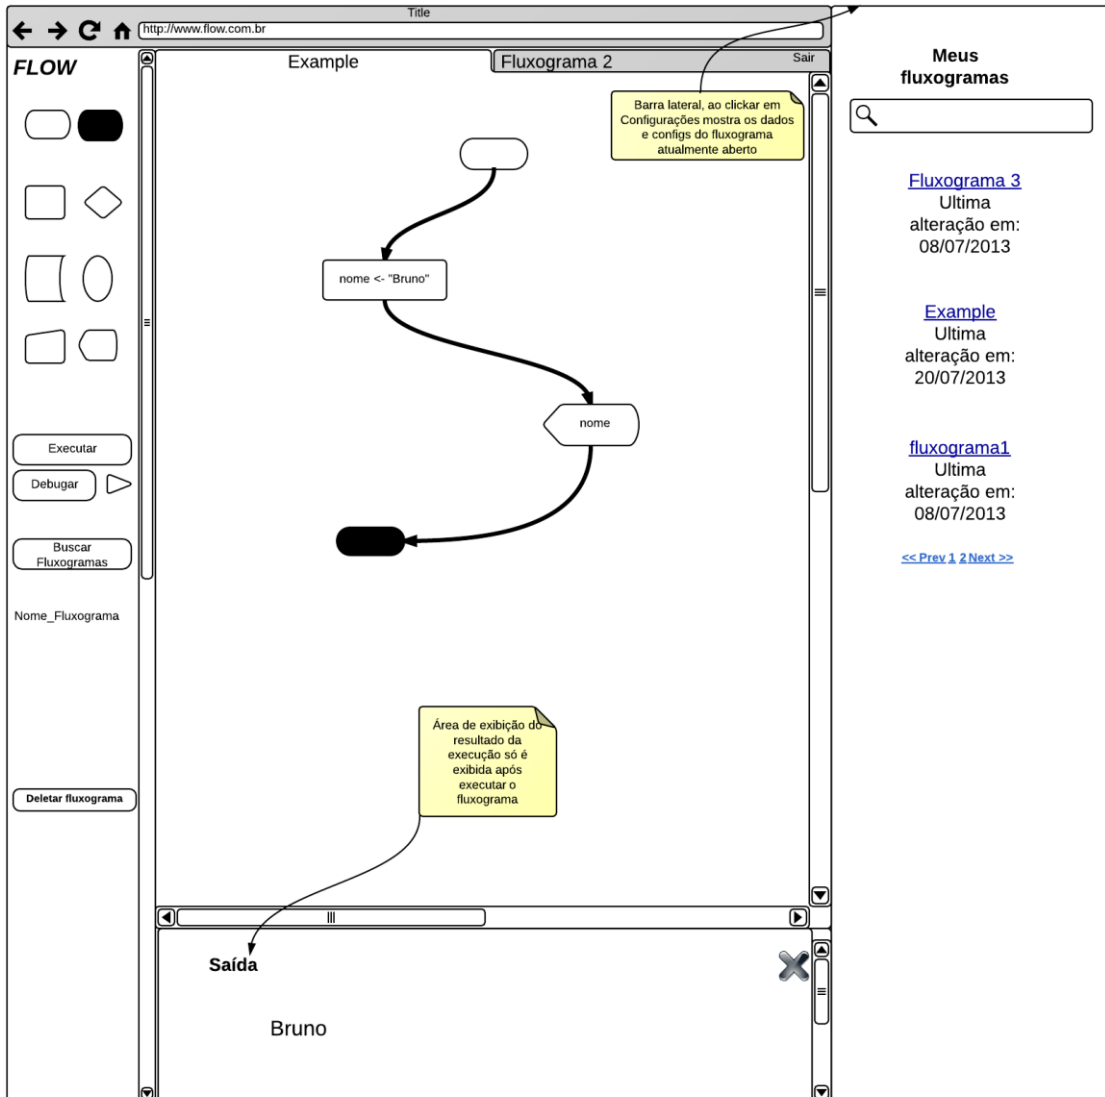 Title
http://www.flow.com.br
FLOW
Example
Fluxograma 2
Sair
Barra lateral, ao clickar em
Configurações mostra os dados
e configs do fluxograma
atualmente aberto
nome <- "Bruno"
nome
Executar
Debugar
Buscar
Fluxogramas
Nome_Fluxograma
Deletar fluxograma
Área de exibição do
resultado da
execução só é
exibida após
executar o
fluxograma
Saída
Bruno
Meus
fluxogramas
Fluxograma 3
Ultima
alteração em:
08/07/2013
Example
Ultima
alteração em:
20/07/2013
fluxograma1
Ultima
alteração em:
08/07/2013
<< Prev 1 2 Next >>